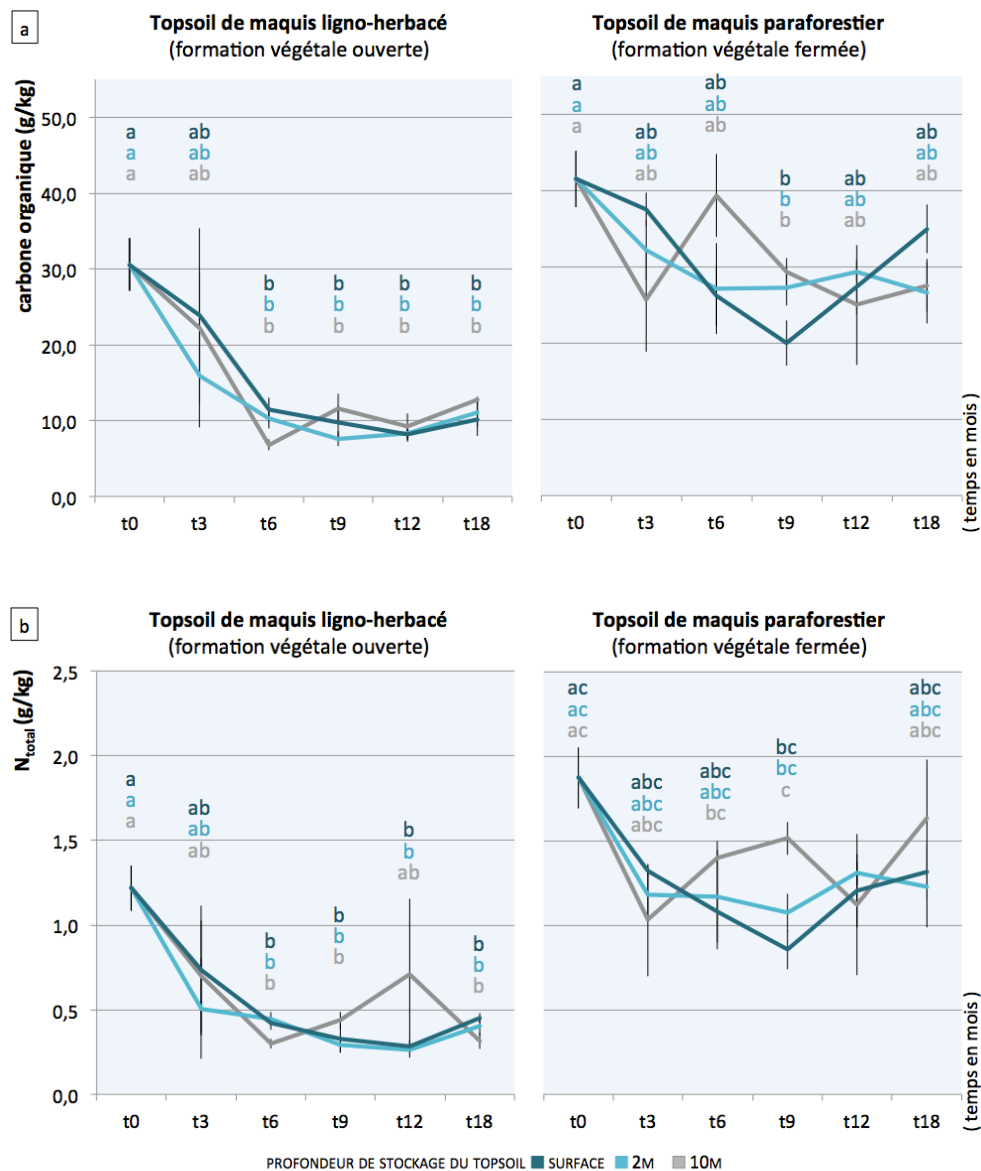 a
Topsoil de maquis ligno-herbacé
(formation végétale ouverte)
Topsoil de maquis paraforestier
(formation végétale fermée)
carbone organique (g/kg)
50,0
40,0
30,0
20,0
10,0
0,0
a
a
a
ab
ab
ab
b
b
b
b
b
b
b
b
b
b
b
b
t0 t3 t6 t9 t12 t18
a
a
a
ab
ab
ab
ab
ab
ab
b
b
b
ab
ab
ab
ab
ab
ab
t0 t3 t6 t9 t12 t18
( temps en mois )
b
Topsoil de maquis ligno-herbacé
(formation végétale ouverte)
Topsoil de maquis paraforestier
(formation végétale fermée)
Ntotal (g/kg)
2,5
2,0
1,5
1,0
0,5
0,0
a
a
a
ab
ab
ab
b
b
b
b
b
b
b
b
ab
b
b
b
t0 t3 t6 t9 t12 t18
ac
ac
ac
abc
abc
abc
abc
abc
bc
bc
bc
c
abc
abc
abc
t0 t3 t6 t9 t12 t18
( temps en mois )
PROFONDEUR DE STOCKAGE DU TOPSOIL SURFACE 2M 10M